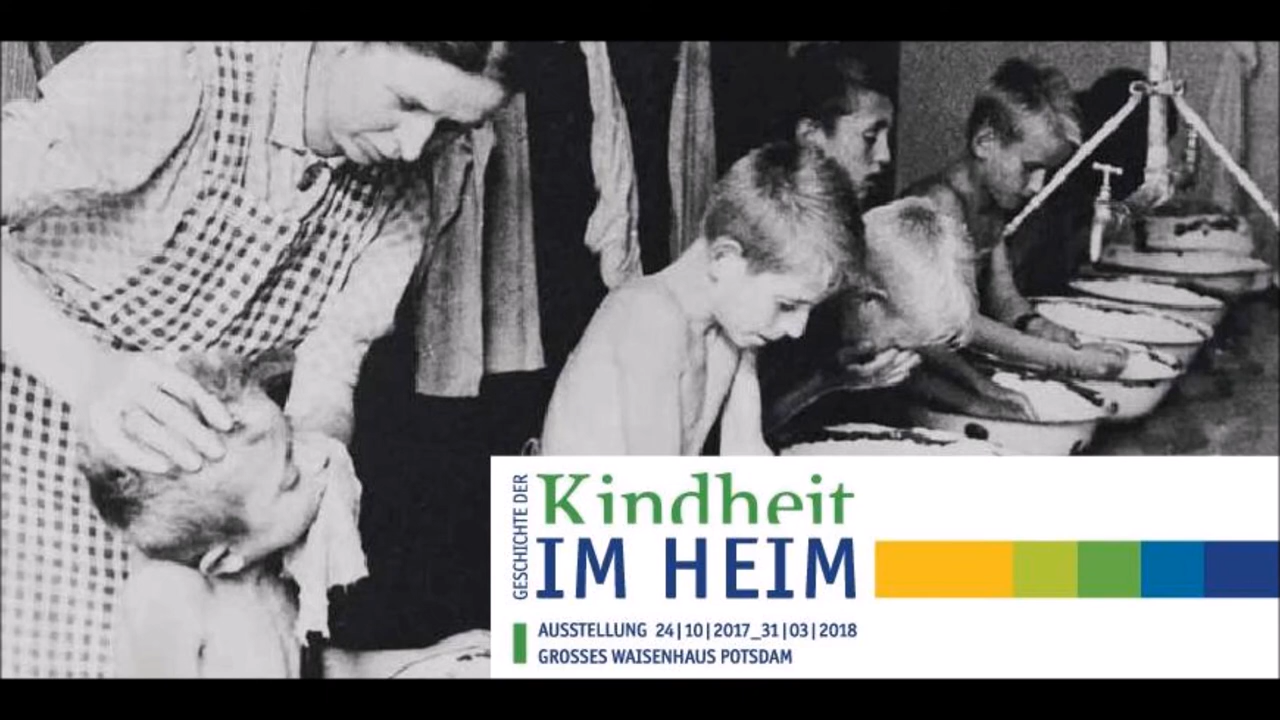 GESCHICHTE DER
Kindheit
IM HEIM
AUSSTELLUNG 24|10|2017_31|03|2018
GROSSES WAISENHAUS POTSDAM